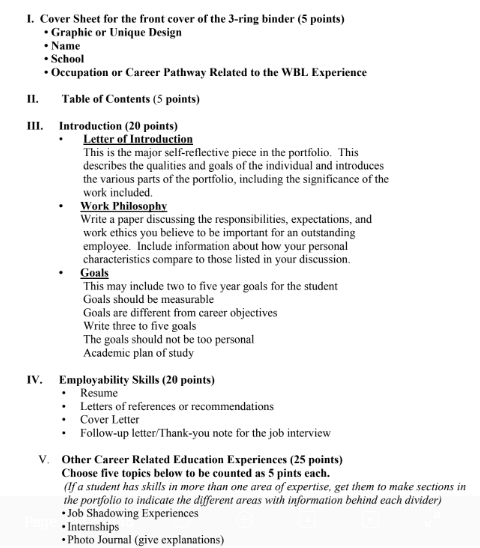 I. Cover Sheet for the front cover of the 3-ring binder (5 points)
• Graphic or Unique Design
• Name
• School
• Occupation or Career Pathway Related to the WBL Experience
II. Table of Contents (5 points)
III. Introduction (20 points)
• Letter of Introduction
This is the major self-reflective piece in the portfolio. This
describes the qualities and goals of the individual and introduces
the various parts of the portfolio, including the significance of the
work included.
• Work Philosophy
Write a paper discussing the responsibilities, expectations, and
work ethics you believe to be important for an outstanding
employee. Include information about how your personal
characteristics compare to those listed in your discussion.
• Goals
This may include two to five year goals for the student
Goals should be measurable
Goals are different from career objectives
Write three to five goals
The goals should not be too personal
Academic plan of study
IV. Employability Skills (20 points)
• Resume
• Letters of references or recommendations
• Cover Letter
• Follow-up letter/Thank-you note for the job interview
V. Other Career Related Education Experiences (25 points)
Choose five topics below to be counted as 5 pints each.
(If a student has skills in more than one area of expertise, get them to make sections in
the portfolio to indicate the different areas with information behind each divider)
• Job Shadowing Experiences
• Internships
• Photo Journal (give explanations)